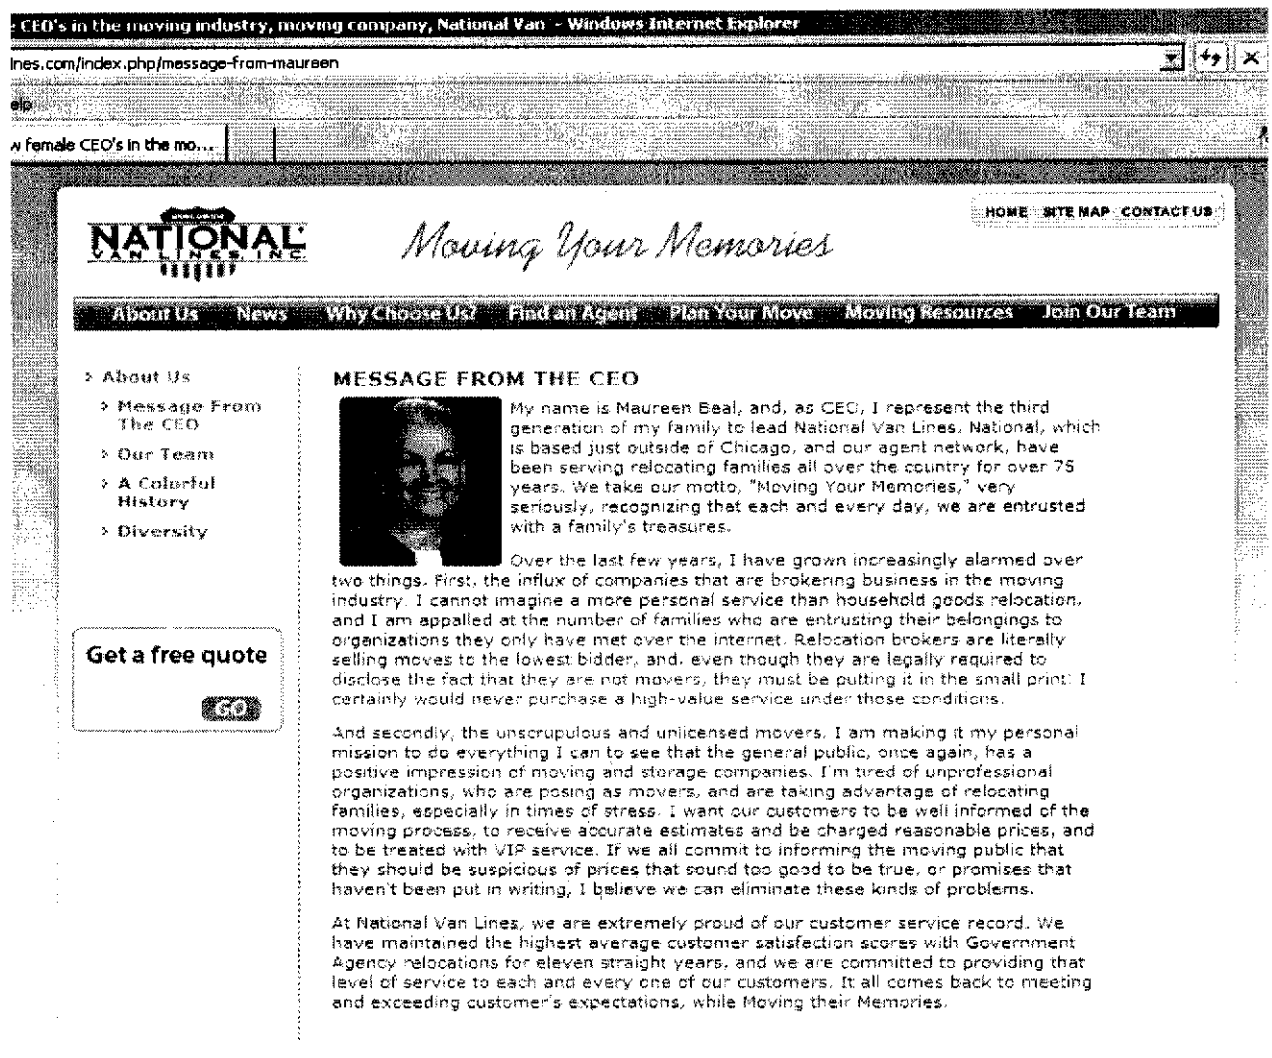 : CEO's in the moving industry, moving company, National Van - Windows Internet Explorer
ines.com/index.php/message-from-maureen
elp
w female CEO's in the mo...
HOME SITE MAP CONTACT US
NATIONAL
VAN LINES, INC.
Moving Your Memories
About Us News Why Choose Us? Find an Agent Plan Your Move Moving Resources Join Our Team
> About Us
> Message From
The CEO
> Our Team
> A Colorful
History
> Diversity
Get a free quote
GO
MESSAGE FROM THE CEO
My name is Maureen Beal, and, as CEO, I represent the third
generation of my family to lead National Van Lines. National, which
is based just outside of Chicago, and our agent network, have
been serving relocating families all over the country for over 75
years. We take our motto, "Moving Your Memories," very
seriously, recognizing that each and every day, we are entrusted
with a family's treasures.
Over the last few years, I have grown increasingly alarmed over
two things. First, the influx of companies that are brokering business in the moving
industry. I cannot imagine a more personal service than household goods relocation,
and I am appalled at the number of families who are entrusting their belongings to
organizations they only have met over the internet. Relocation brokers are literally
selling moves to the lowest bidder, and, even though they are legally required to
disclose the fact that they are not movers, they must be putting it in the small print! I
certainly would never purchase a high-value service under those conditions.
And secondly, the unscrupulous and unlicensed movers. I am making it my personal
mission to do everything I can to see that the general public, once again, has a
positive impression of moving and storage companies. I'm tired of unprofessional
organizations, who are posing as movers, and are taking advantage of relocating
families, especially in times of stress. I want our customers to be well informed of the
moving process, to receive accurate estimates and be charged reasonable prices, and
to be treated with VIP service. If we all commit to informing the moving public that
they should be suspicious of prices that sound too good to be true, or promises that
haven't been put in writing, I believe we can eliminate these kinds of problems.
At National Van Lines, we are extremely proud of our customer service record. We
have maintained the highest average customer satisfaction scores with Government
Agency relocations for eleven straight years, and we are committed to providing that
level of service to each and every one of our customers. It all comes back to meeting
and exceeding customer's expectations, while Moving their Memories.